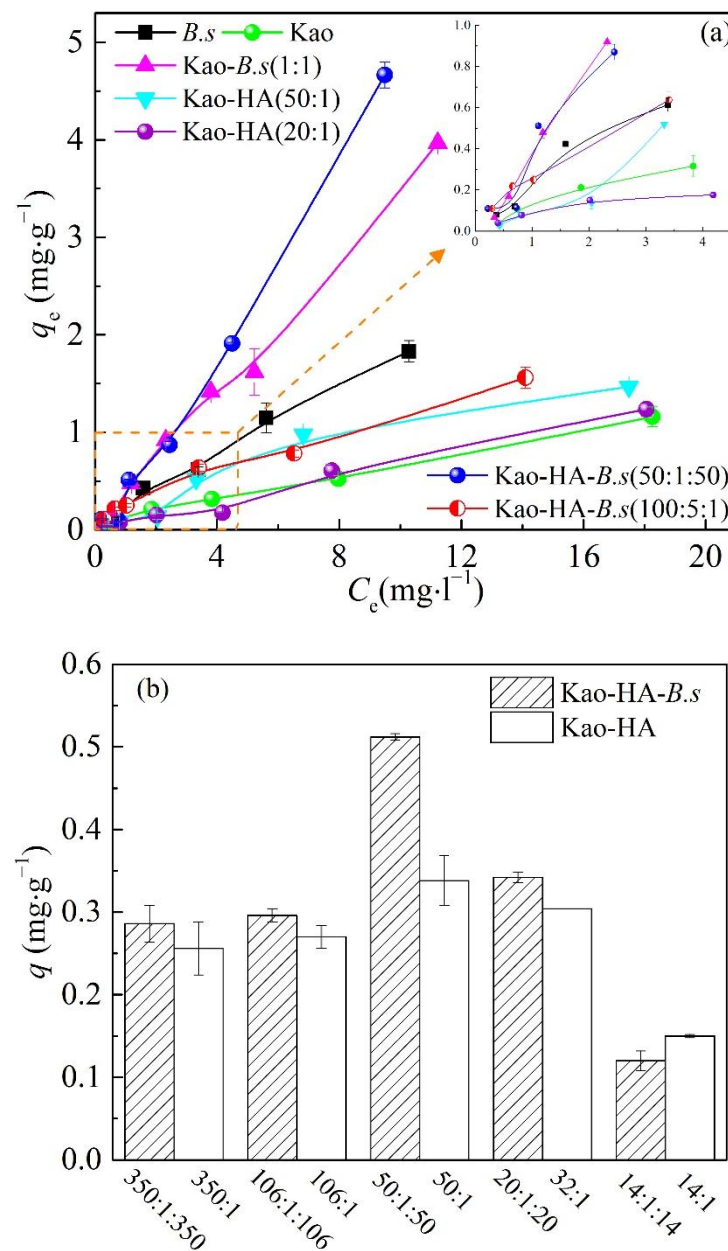 (a)
B.s Kao
Kao-B.s(1:1)
Kao-HA(50:1)
Kao-HA(20:1)
Kao-HA-B.s(50:1:50)
Kao-HA-B.s(100:5:1)
qe (mg·g⁻¹)
5
4
3
2
1
0
0 4 8 12 16 20
Ce(mg·l⁻¹)
1.0
0.8
0.6
0.4
0.2
0.0
0 1 2 3 4
(b)
Kao-HA-B.s
Kao-HA
q (mg·g⁻¹)
0.6
0.5
0.4
0.3
0.2
0.1
0.0
350:1:350
350:1
106:1:106
106:1
50:1:50
50:1
20:1:20
32:1
14:1:14
14:1